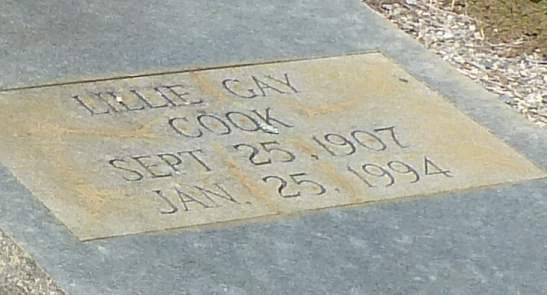 LILLIE GAY
COOK
SEPT 25, 1907
JAN. 25, 1994